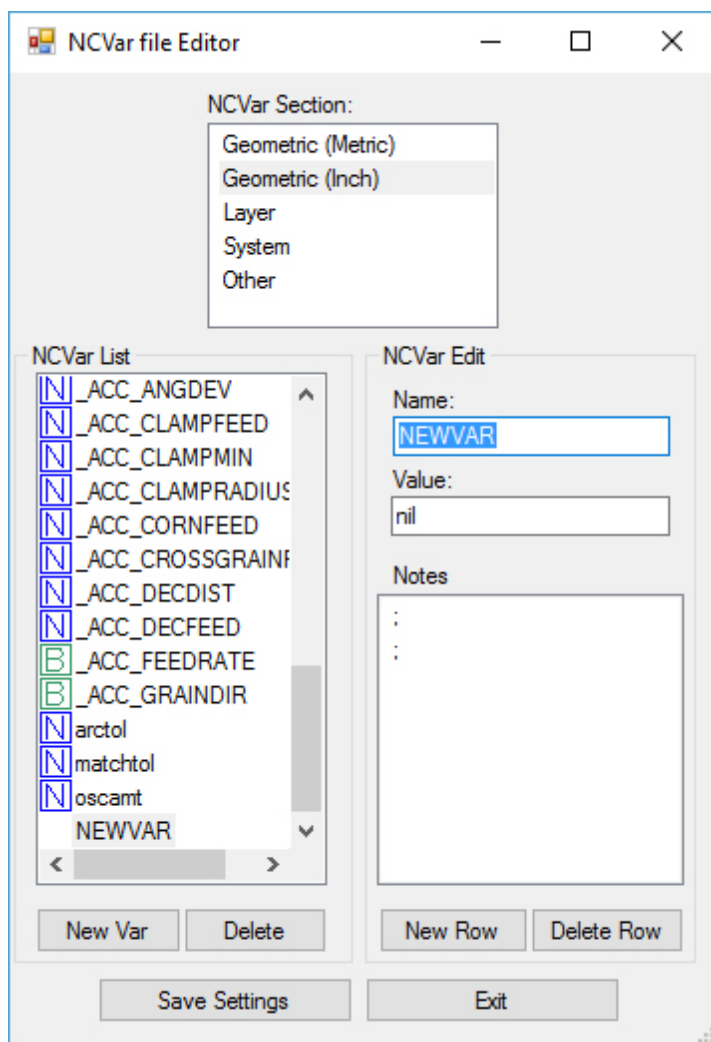 NCVar file Editor
NCVar Section:
Geometric (Metric)
Geometric (Inch)
Layer
System
Other
NCVar List
N _ACC_ANGDEV
N _ACC_CLAMPFEED
N _ACC_CLAMPMIN
N _ACC_CLAMPRADIUS
N _ACC_CORNFEED
N _ACC_CROSSGRAINF
N _ACC_DECDIST
N _ACC_DECFEED
B _ACC_FEEDRATE
B _ACC_GRAINDIR
N arctol
N matchtol
N oscamt
NEWVAR
New Var
Delete
NCVar Edit
Name:
NEWVAR
Value:
nil
Notes
;
;
New Row
Delete Row
Save Settings
Exit